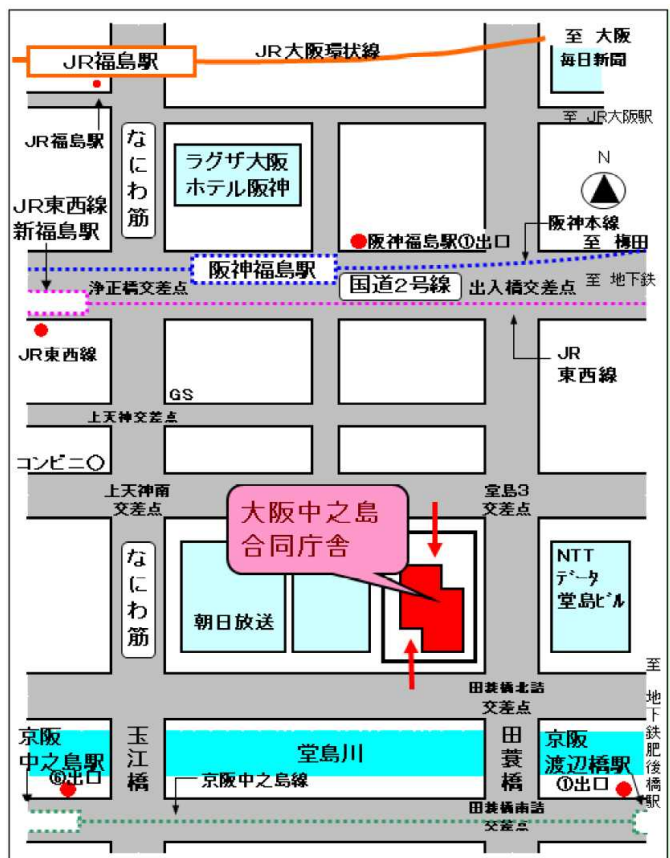 至 大阪
JR大阪環状線
JR福島駅
毎日新聞
至 JR大阪駅
JR福島駅
なにわ筋
ラグザ大阪
ホテル阪神
N
JR東西線
新福島駅
阪神本線
阪神福島駅①出口
至 梅田
阪神福島駅
浄正橋交差点
国道2号線
出入橋交差点
至 地下鉄
JR東西線
JR
東西線
GS
上天神交差点
コンビニ○
上天神南
交差点
堂島3
交差点
大阪中之島
合同庁舎
なにわ筋
朝日放送
NTT
データ
堂島ビル
田蓑橋北詰
交差点
至 地下鉄肥後橋駅
京阪
中之島駅
⑥出口
玉江橋
堂島川
田蓑橋
京阪
渡辺橋駅
①出口
京阪中之島線
田蓑橋南詰
交差点